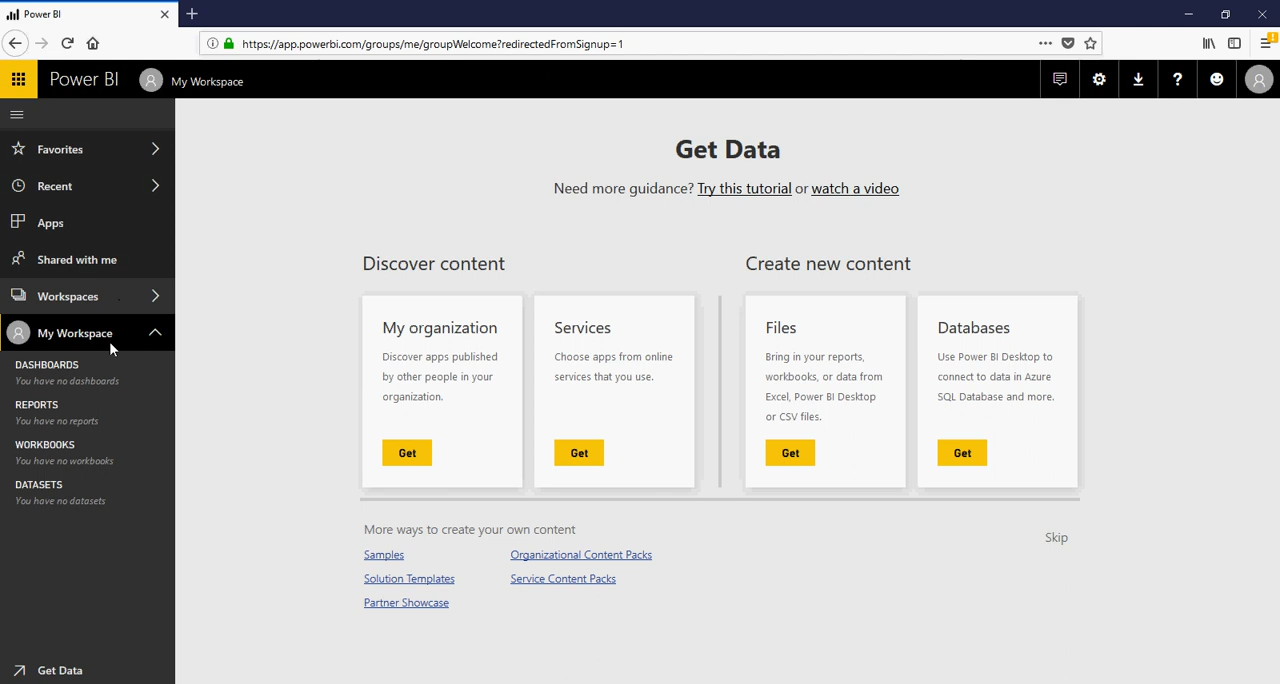 Power BI
https://app.powerbi.com/groups/me/groupWelcome?redirectedFromSignup=1
Power BI
My Workspace
Favorites
Recent
Apps
Shared with me
Workspaces
My Workspace
DASHBOARDS
You have no dashboards
REPORTS
You have no reports
WORKBOOKS
You have no workbooks
DATASETS
You have no datasets
Get Data
Get Data
Need more guidance? Try this tutorial or watch a video
Discover content
My organization
Discover apps published
by other people in your
organization.
Get
Services
Choose apps from online
services that you use.
Get
Create new content
Files
Bring in your reports,
workbooks, or data from
Excel, Power BI Desktop
or CSV files.
Get
Databases
Use Power BI Desktop to
connect to data in Azure
SQL Database and more.
Get
More ways to create your own content
Samples
Organizational Content Packs
Solution Templates
Service Content Packs
Partner Showcase
Skip